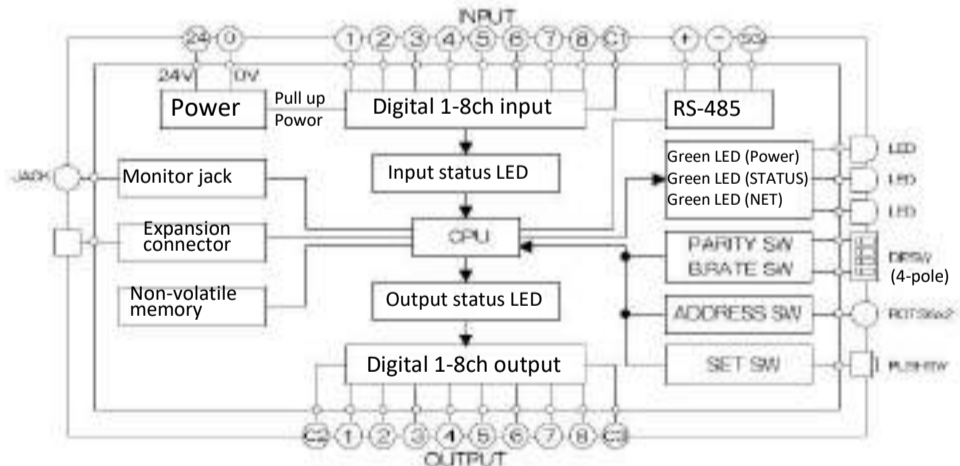 INPUT
24 0 1 2 3 4 5 6 7 8 C1 + − SG
24V 0V
Power
Pull up
Powor
Digital 1-8ch input
RS-485
Input status LED
Green LED (Power)
Green LED (STATUS)
Green LED (NET)
LED
LED
LED
JACK
Monitor jack
Expansion
connector
CPU
PARITY SW
B.RATE SW
DIPSW
(4-pole)
Non-volatile
memory
Output status LED
ADDRESS SW
ROTSWx2
Digital 1-8ch output
SET SW
PUSHSW
C2 1 2 3 4 5 6 7 8 C3
OUTPUT